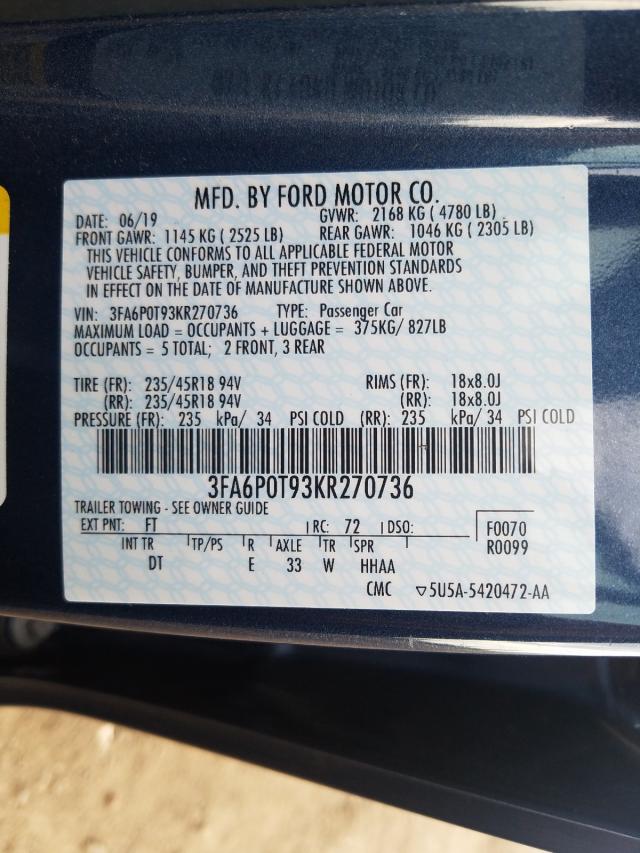 MFD. BY FORD MOTOR CO.
DATE: 06/19 GVWR: 2168 KG ( 4780 LB)
FRONT GAWR: 1145 KG ( 2525 LB) REAR GAWR: 1046 KG ( 2305 LB)
THIS VEHICLE CONFORMS TO ALL APPLICABLE FEDERAL MOTOR
VEHICLE SAFETY, BUMPER, AND THEFT PREVENTION STANDARDS
IN EFFECT ON THE DATE OF MANUFACTURE SHOWN ABOVE.
VIN: 3FA6P0T93KR270736 TYPE: Passenger Car
MAXIMUM LOAD = OCCUPANTS + LUGGAGE = 375KG/ 827LB
OCCUPANTS = 5 TOTAL; 2 FRONT, 3 REAR
TIRE (FR): 235/45R18 94V RIMS (FR): 18x8.0J
(RR): 235/45R18 94V (RR): 18x8.0J
PRESSURE (FR): 235 kPa/ 34 PSI COLD (RR): 235 kPa/ 34 PSI COLD
3FA6P0T93KR270736
TRAILER TOWING - SEE OWNER GUIDE
EXT PNT: FT RC: 72 DSO: F0070
INT TR TP/PS R AXLE TR SPR R0099
DT E 33 W HHAA
CMC ▽5U5A-5420472-AA